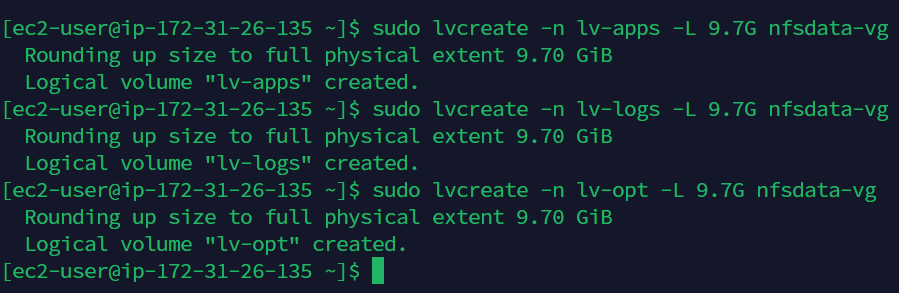 [ec2-user@ip-172-31-26-135 ~]$ sudo lvcreate -n lv-apps -L 9.7G nfsdata-vg
  Rounding up size to full physical extent 9.70 GiB
  Logical volume "lv-apps" created.
[ec2-user@ip-172-31-26-135 ~]$ sudo lvcreate -n lv-logs -L 9.7G nfsdata-vg
  Rounding up size to full physical extent 9.70 GiB
  Logical volume "lv-logs" created.
[ec2-user@ip-172-31-26-135 ~]$ sudo lvcreate -n lv-opt -L 9.7G nfsdata-vg
  Rounding up size to full physical extent 9.70 GiB
  Logical volume "lv-opt" created.
[ec2-user@ip-172-31-26-135 ~]$